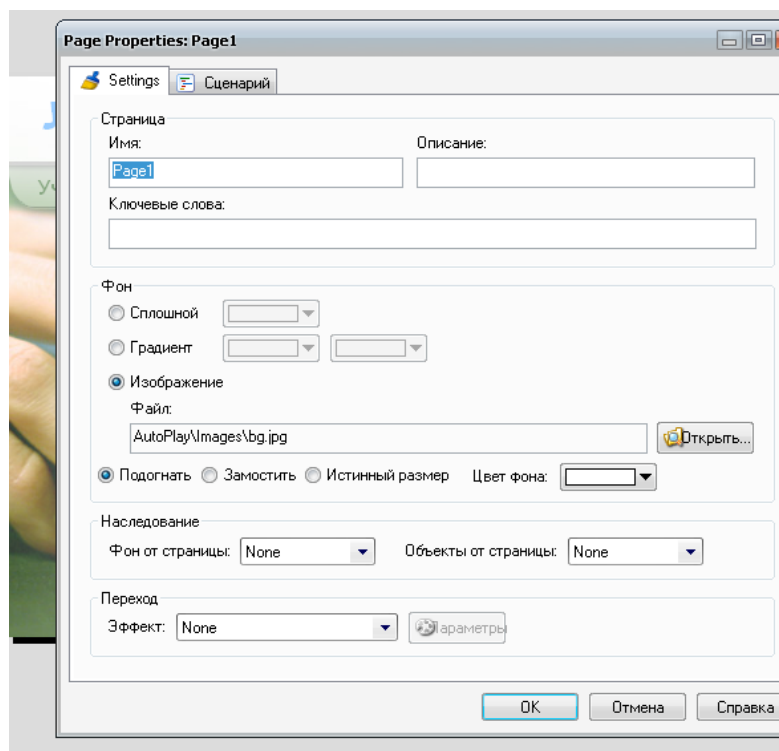 Page Properties: Page1
Settings Сценарий
Страница
Имя: Описание:
Page1
Ключевые слова:
Уч
Фон
Сплошной
Градиент
Изображение
Файл:
AutoPlay\Images\bg.jpg Открыть...
Подогнать Замостить Истинный размер Цвет фона:
Наследование
Фон от страницы: None Объекты от страницы: None
Переход
Эффект: None Параметры
OK Отмена Справка